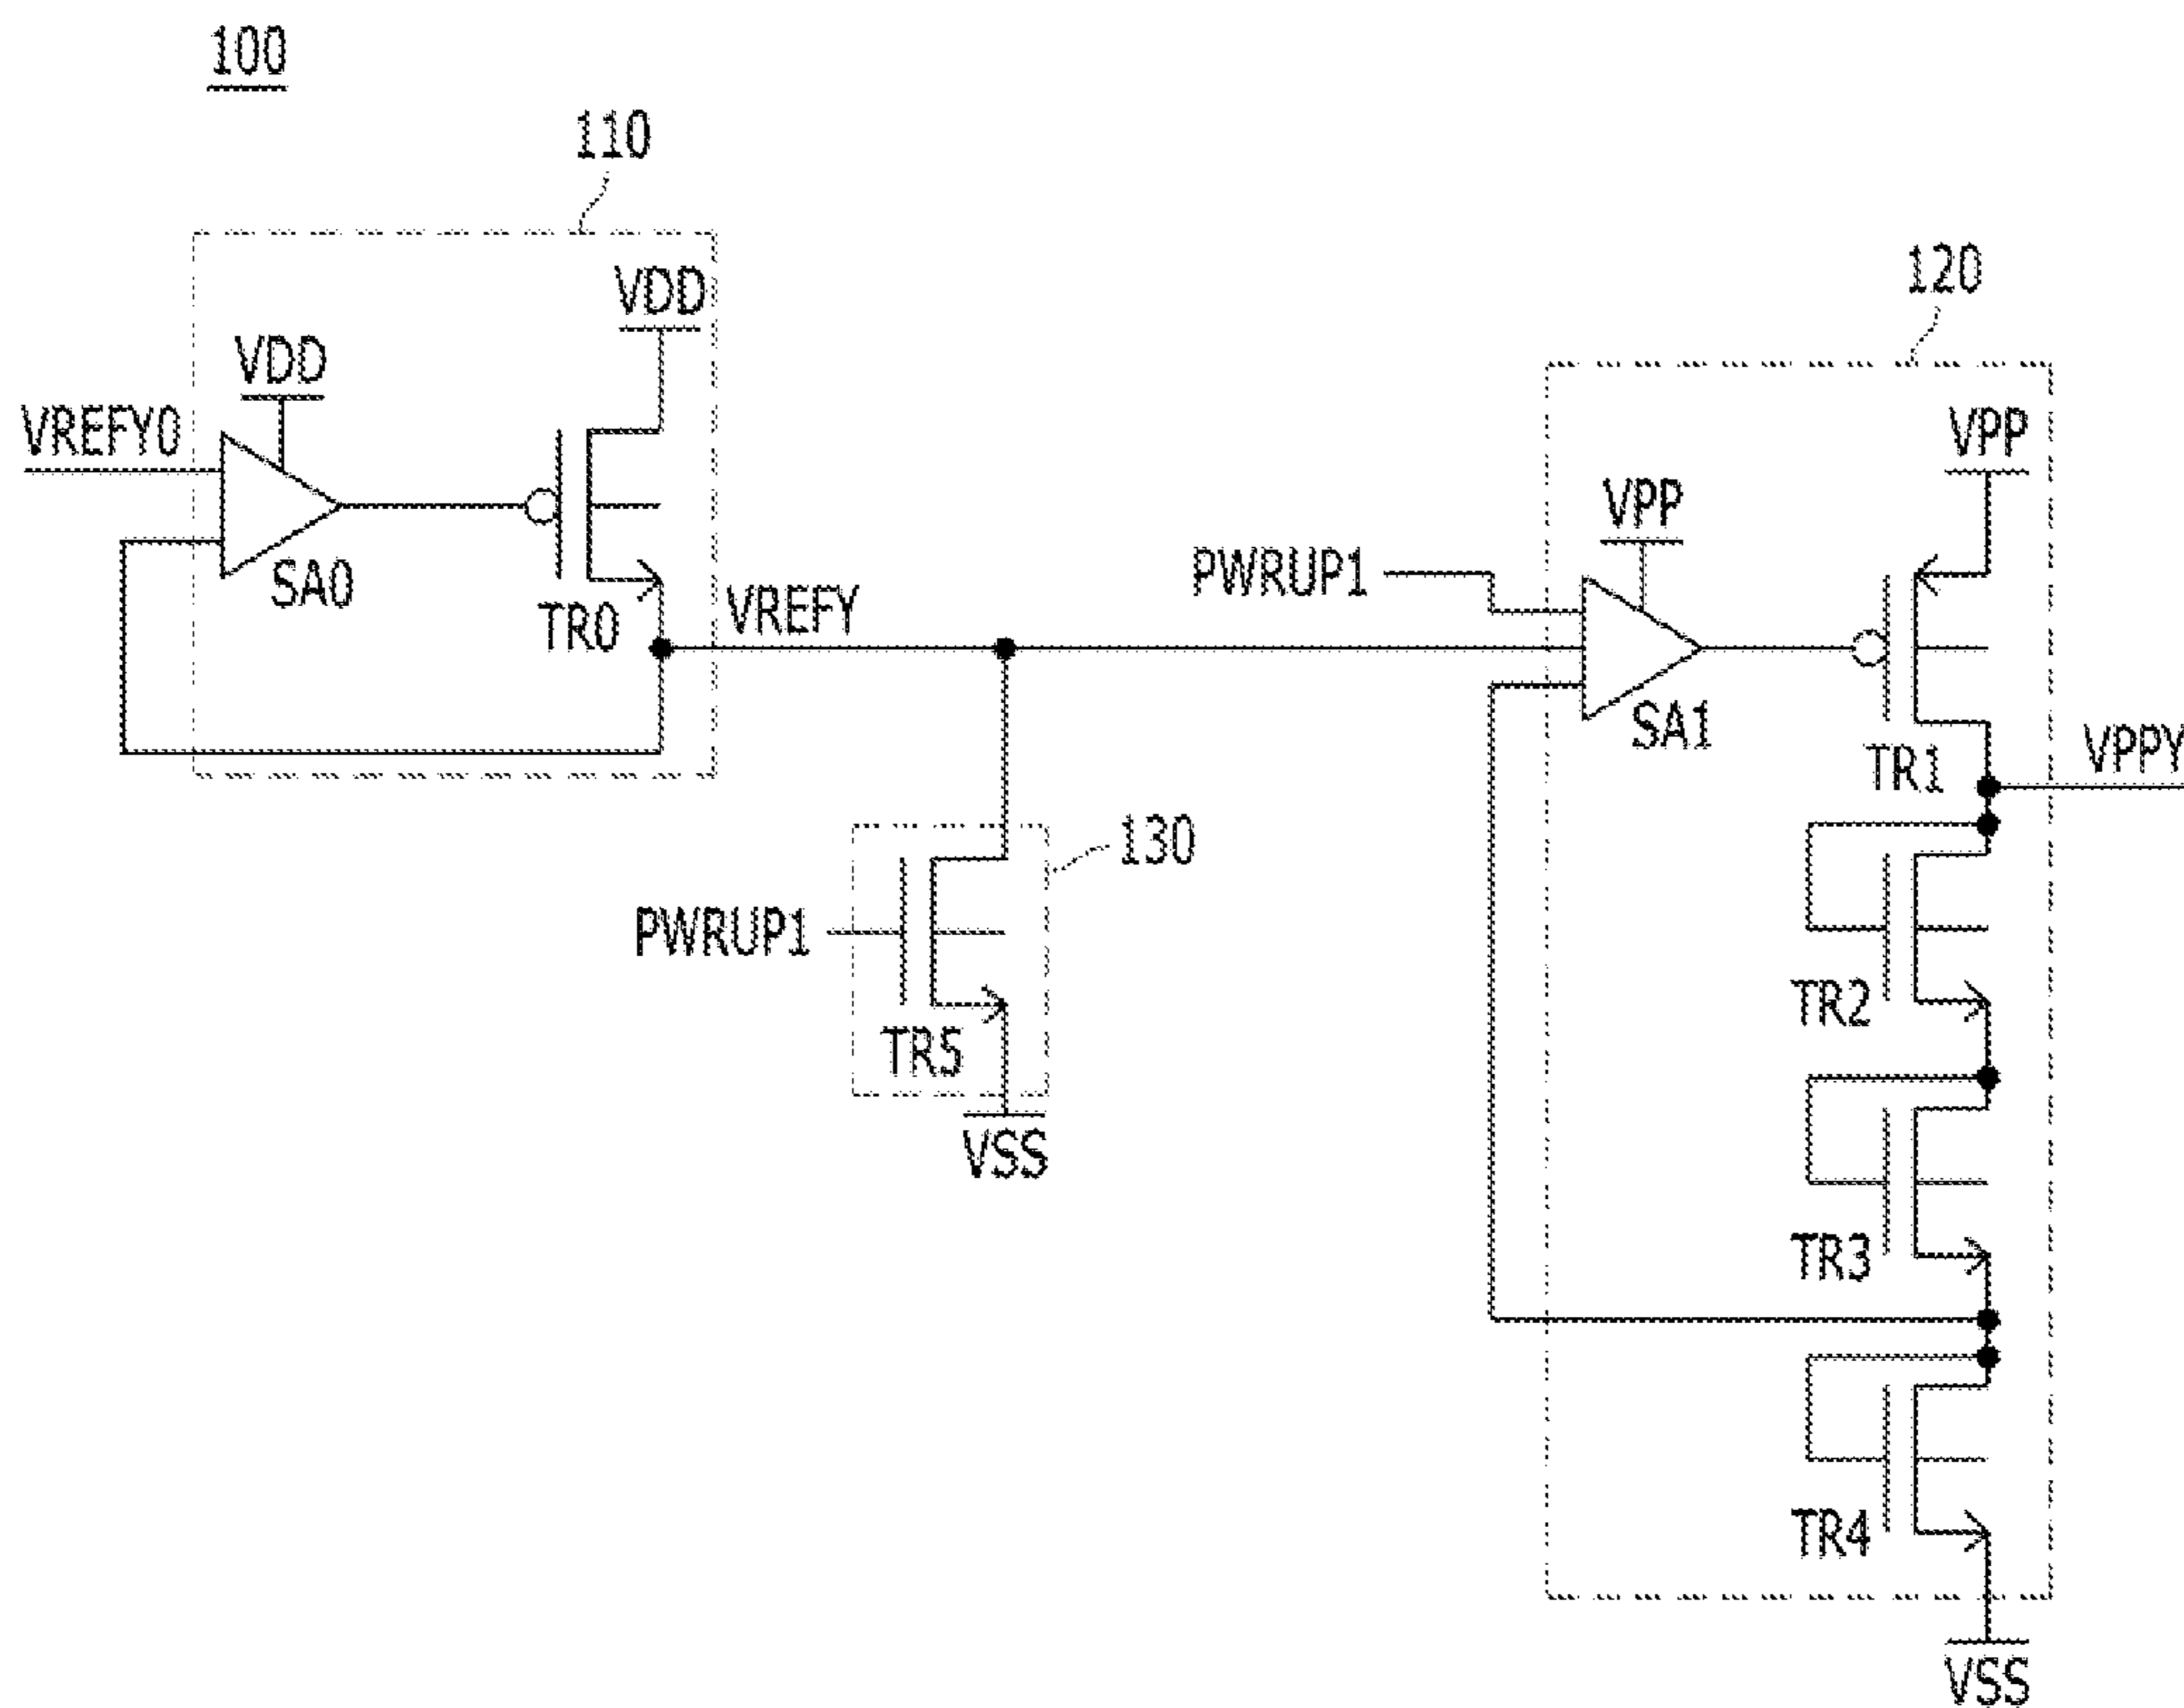 100
110
VDD
120
VDD
VREFY0
VPP
VPP
SA0
PWRUP1
TR0
VREFY
SA1
TR1
VPPY
130
PWRUP1
TR2
TR5
VSS
TR3
TR4
VSS